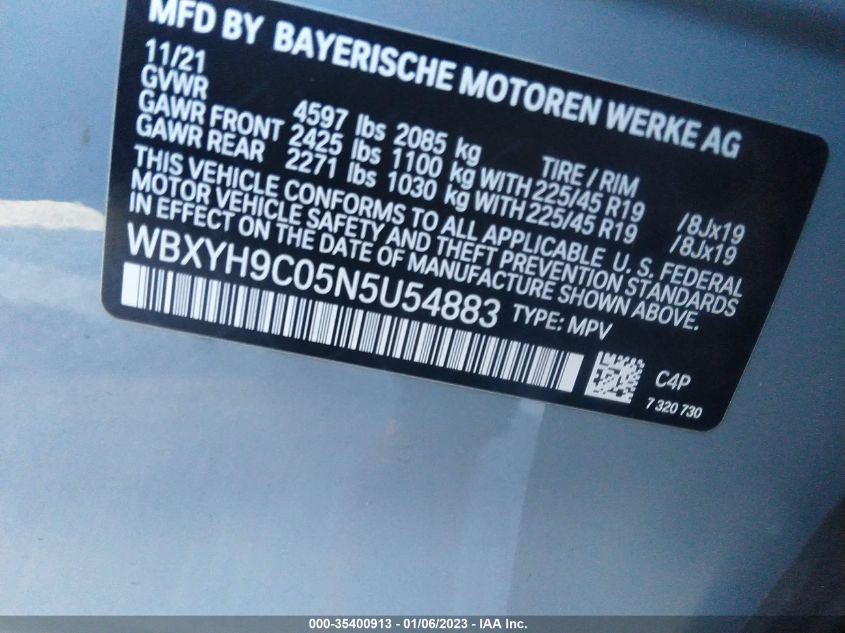 MFD BY BAYERISCHE MOTOREN WERKE AG
11/21
GVWR 4597 lbs 2085 kg TIRE / RIM
GAWR FRONT 2425 lbs 1100 kg WITH 225/45 R19 /8Jx19
GAWR REAR 2271 lbs 1030 kg WITH 225/45 R19 /8Jx19
THIS VEHICLE CONFORMS TO ALL APPLICABLE U. S. FEDERAL
MOTOR VEHICLE SAFETY AND THEFT PREVENTION STANDARDS
IN EFFECT ON THE DATE OF MANUFACTURE SHOWN ABOVE.
WBXYH9C05N5U54883 TYPE: MPV
C4P
7 320 730
000-35400913 - 01/06/2023 - IAA Inc.